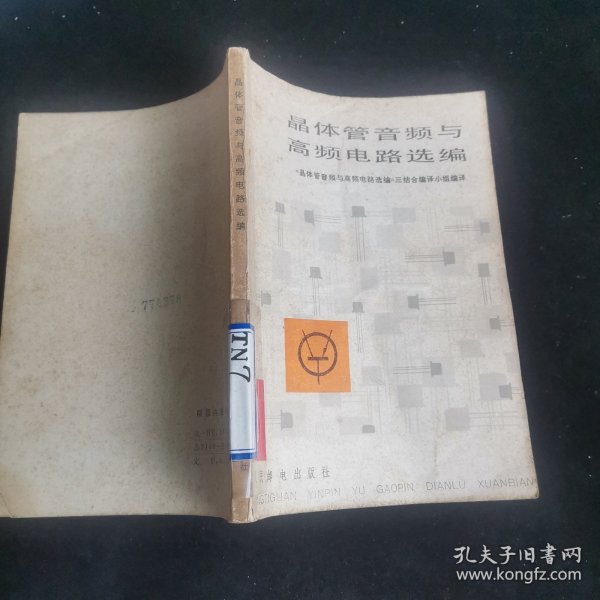 晶体管音频与
高频电路选编
《晶体管音频与高频电路选编》三结合编译小组编译
晶体管音频与高频电路选编
TN7
邮电出版社
YINPIN YU GAOPIN DIANLU XUANBIAN
孔夫子旧书网
www.kongfz.com